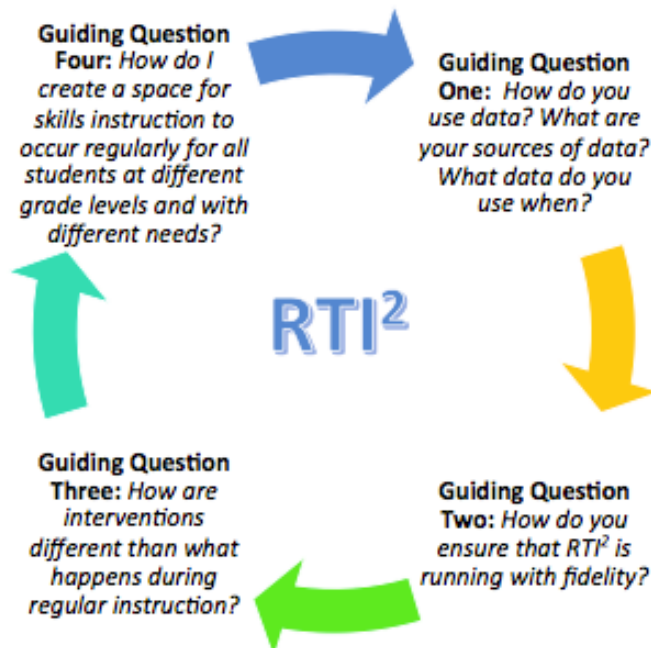 Guiding Question
Four: How do I
create a space for
skills instruction to
occur regularly for all
students at different
grade levels and with
different needs?
Guiding Question
One: How do you
use data? What are
your sources of data?
What data do you
use when?
RTI²
Guiding Question
Three: How are
interventions
different than what
happens during
regular instruction?
Guiding Question
Two: How do you
ensure that RTI² is
running with fidelity?